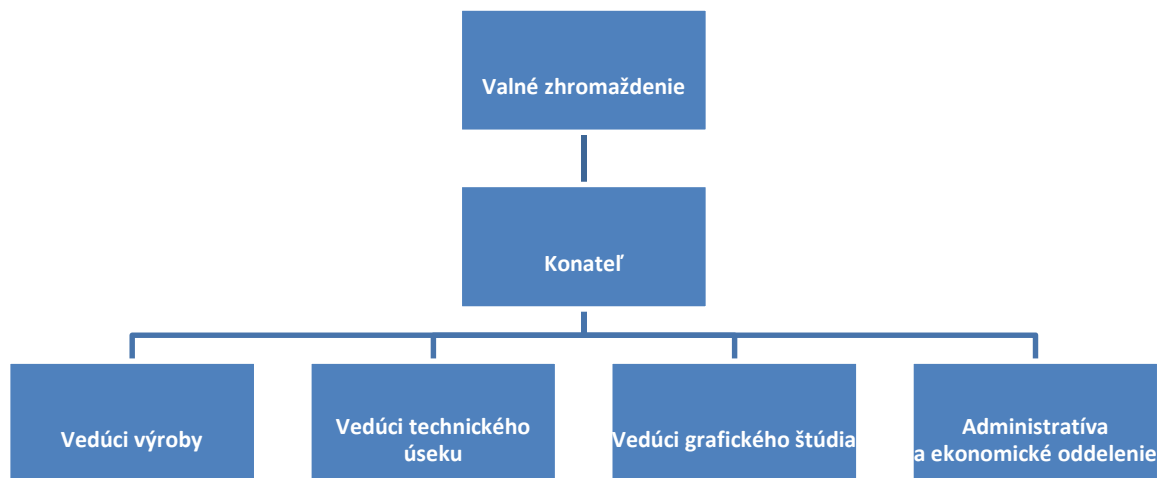 Valné zhromaždenie
Konateľ
Vedúci výroby
Vedúci technického
úseku
Vedúci grafického štúdia
Administratíva
a ekonomické oddelenie